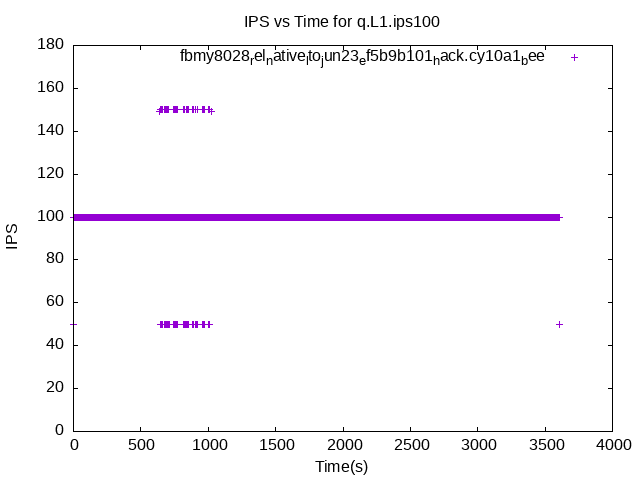 IPS vs Time for q.L1.ips100
fbmy8028relnativeltojun23ef5b9b101hack.cy10a1bee
180
160
140
120
100
80
60
40
20
0
IPS
0 500 1000 1500 2000 2500 3000 3500 4000
Time(s)